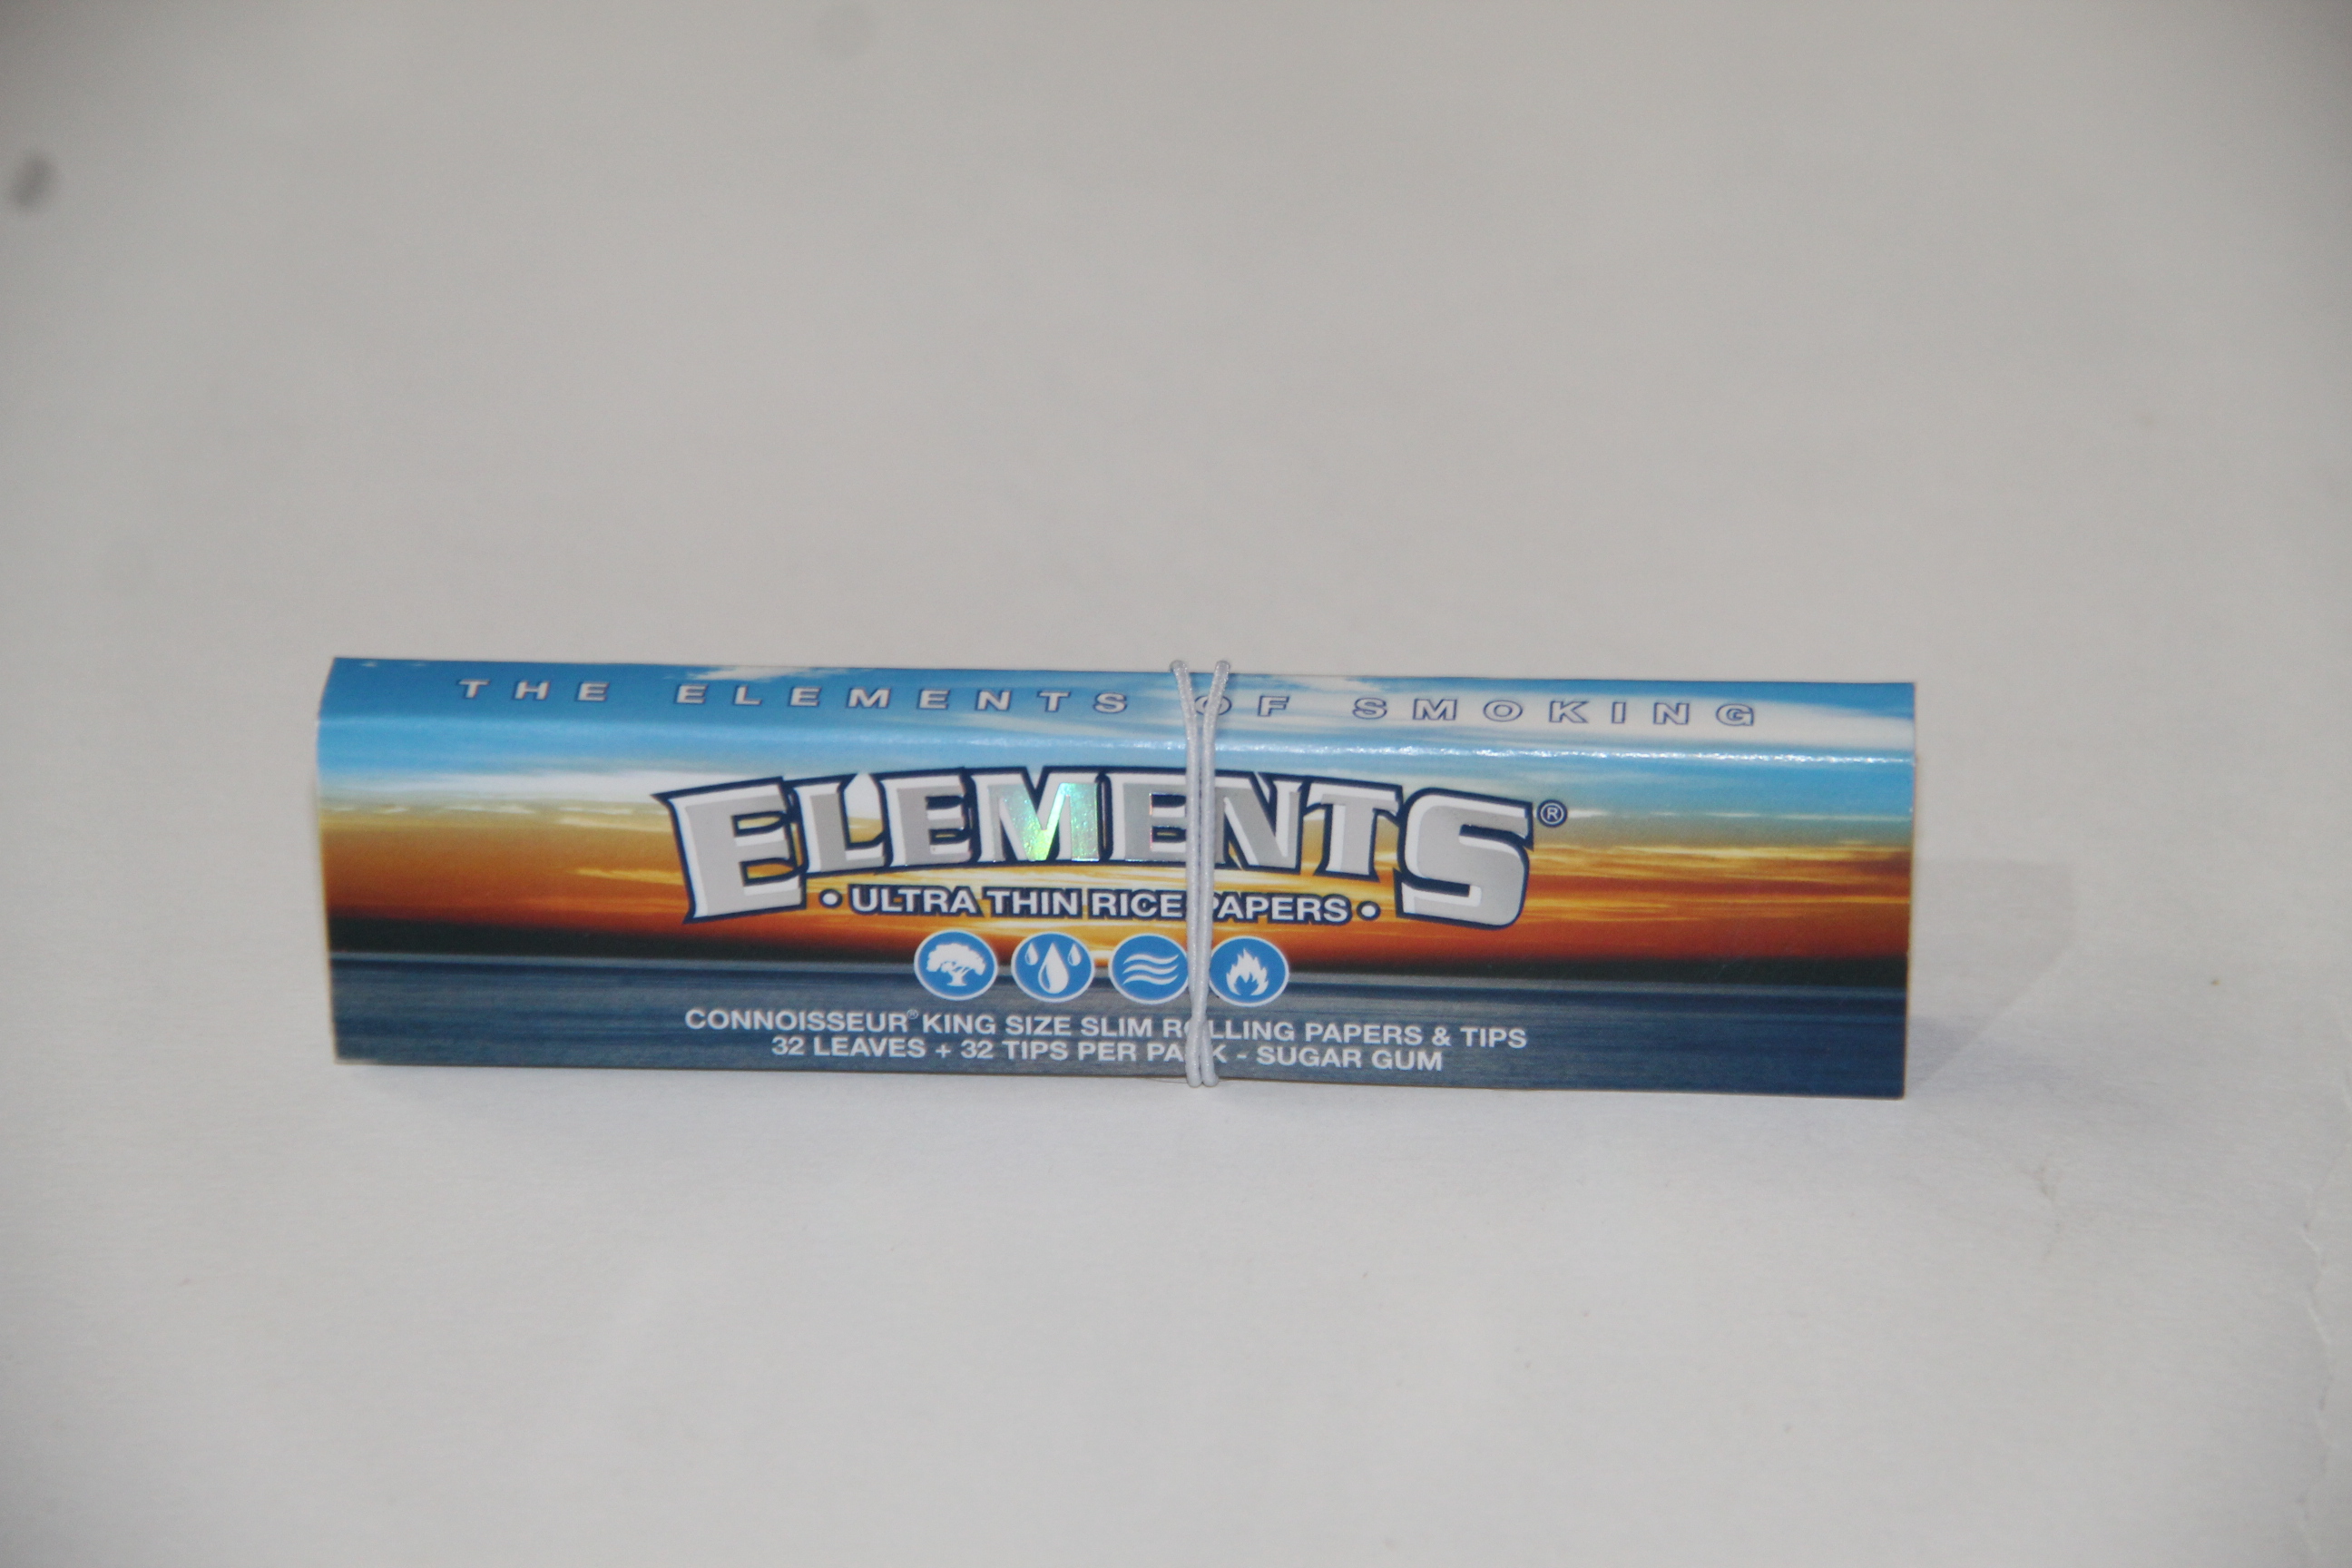 THE ELEMENTS OF SMOKING
ELEMENTS®
• ULTRA THIN RICE PAPERS •
CONNOISSEUR® KING SIZE SLIM ROLLING PAPERS & TIPS
32 LEAVES + 32 TIPS PER PACK - SUGAR GUM